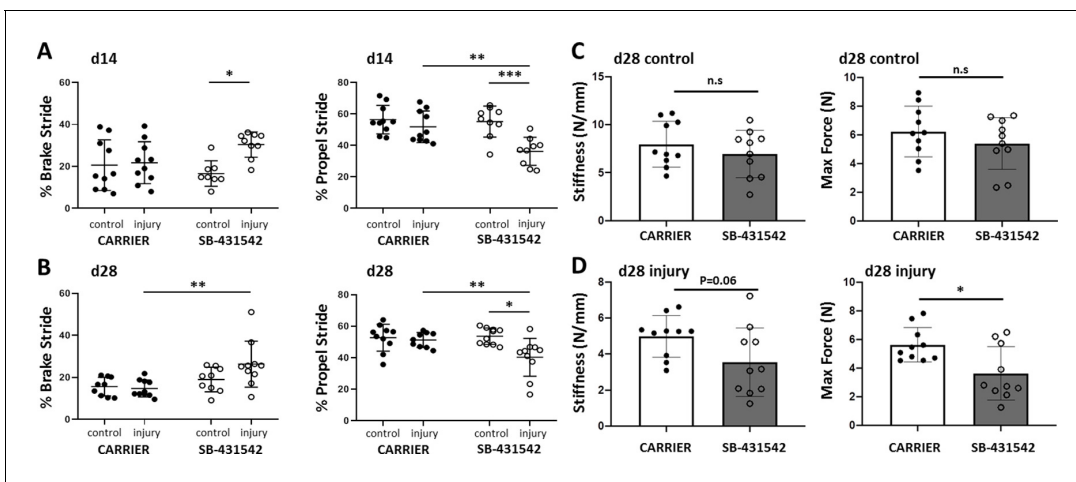 A
d14
% Brake Stride
60
40
20
0
*
control injury control injury
CARRIER SB-431542
d14
% Propel Stride
80
60
40
20
0
**
***
control injury control injury
CARRIER SB-431542
B
d28
% Brake Stride
60
40
20
0
**
control injury control injury
CARRIER SB-431542
d28
% Propel Stride
80
60
40
20
0
**
*
control injury control injury
CARRIER SB-431542
C
d28 control
Stiffness (N/mm)
15
10
5
0
n.s
CARRIER SB-431542
d28 control
Max Force (N)
10
8
6
4
2
0
n.s
CARRIER SB-431542
D
d28 injury
Stiffness (N/mm)
8
6
4
2
0
P=0.06
CARRIER SB-431542
d28 injury
Max Force (N)
10
8
6
4
2
0
*
CARRIER SB-431542